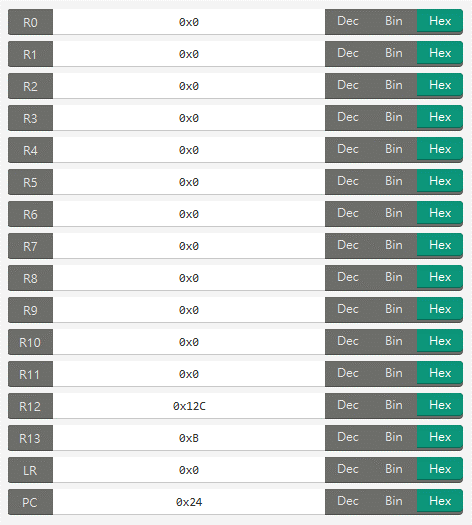 R0 0x0 Dec Bin Hex
R1 0x0 Dec Bin Hex
R2 0x0 Dec Bin Hex
R3 0x0 Dec Bin Hex
R4 0x0 Dec Bin Hex
R5 0x0 Dec Bin Hex
R6 0x0 Dec Bin Hex
R7 0x0 Dec Bin Hex
R8 0x0 Dec Bin Hex
R9 0x0 Dec Bin Hex
R10 0x0 Dec Bin Hex
R11 0x0 Dec Bin Hex
R12 0x12C Dec Bin Hex
R13 0xB Dec Bin Hex
LR 0x0 Dec Bin Hex
PC 0x24 Dec Bin Hex